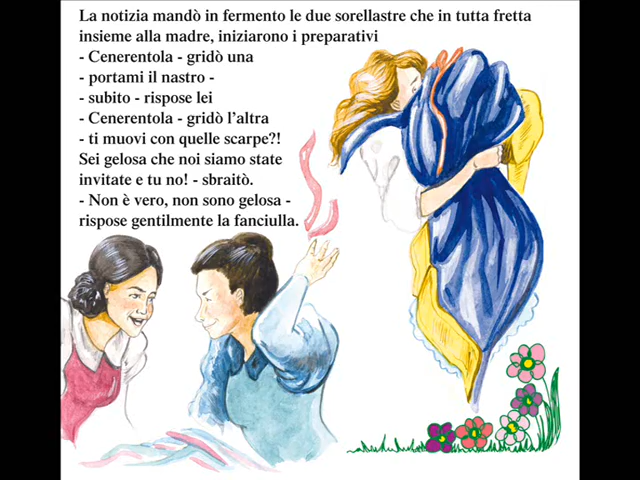 La notizia mandò in fermento le due sorellastre che in tutta fretta
insieme alla madre, iniziarono i preparativi
- Cenerentola - gridò una
- portami il nastro -
- subito - rispose lei
- Cenerentola - gridò l'altra
- ti muovi con quelle scarpe?!
Sei gelosa che noi siamo state
invitate e tu no! - sbraitò.
- Non è vero, non sono gelosa -
rispose gentilmente la fanciulla.